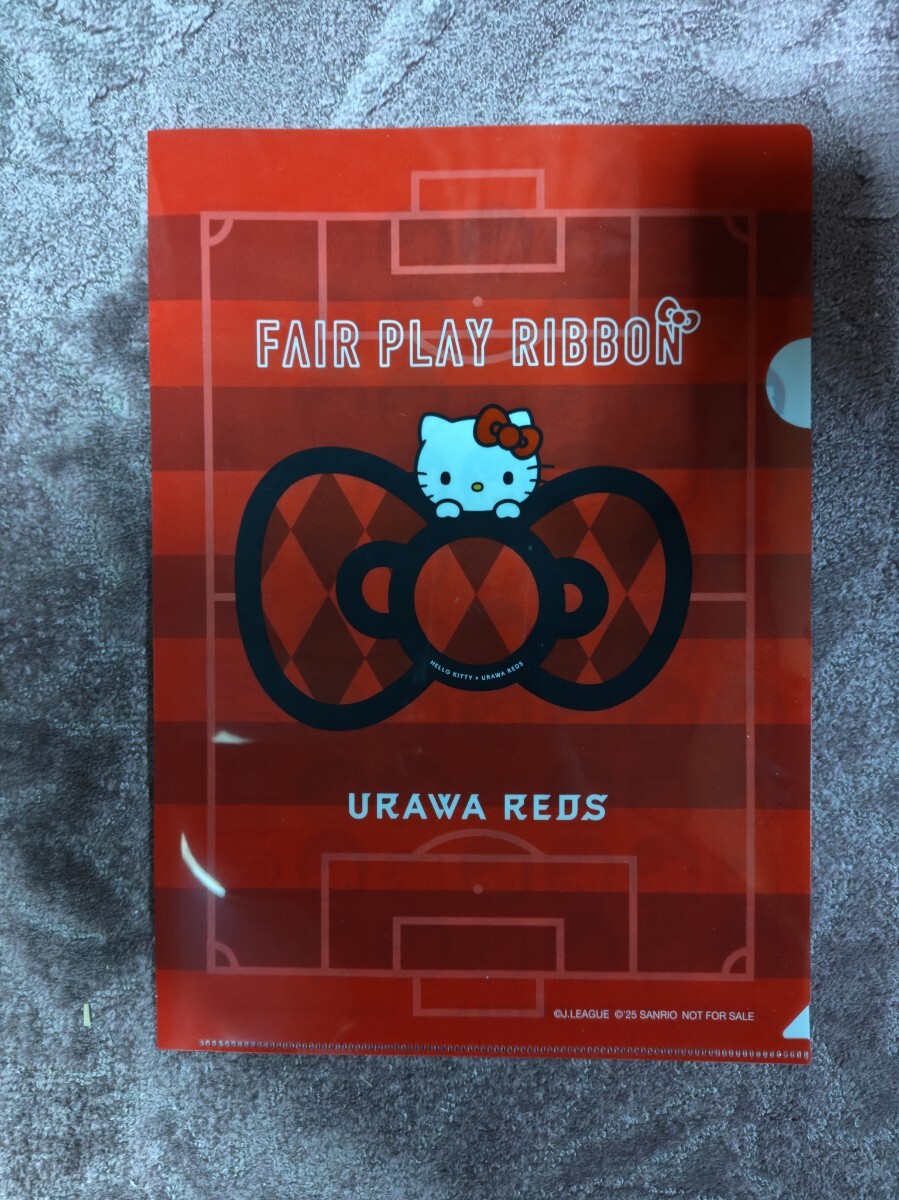 FAIR PLAY RIBBON
HELLO KITTY × URAWA REDS
URAWA REDS
©J.LEAGUE ©'25 SANRIO NOT FOR SALE